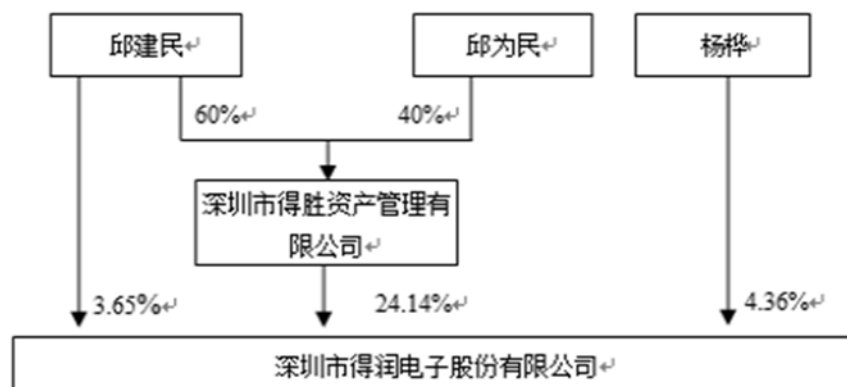 邱建民↵
邱为民↵
杨桦↵
60%↵
40%↵
深圳市得胜资产管理有
限公司↵
3.65%↵
24.14%↵
4.36%↵
深圳市得润电子股份有限公司↵